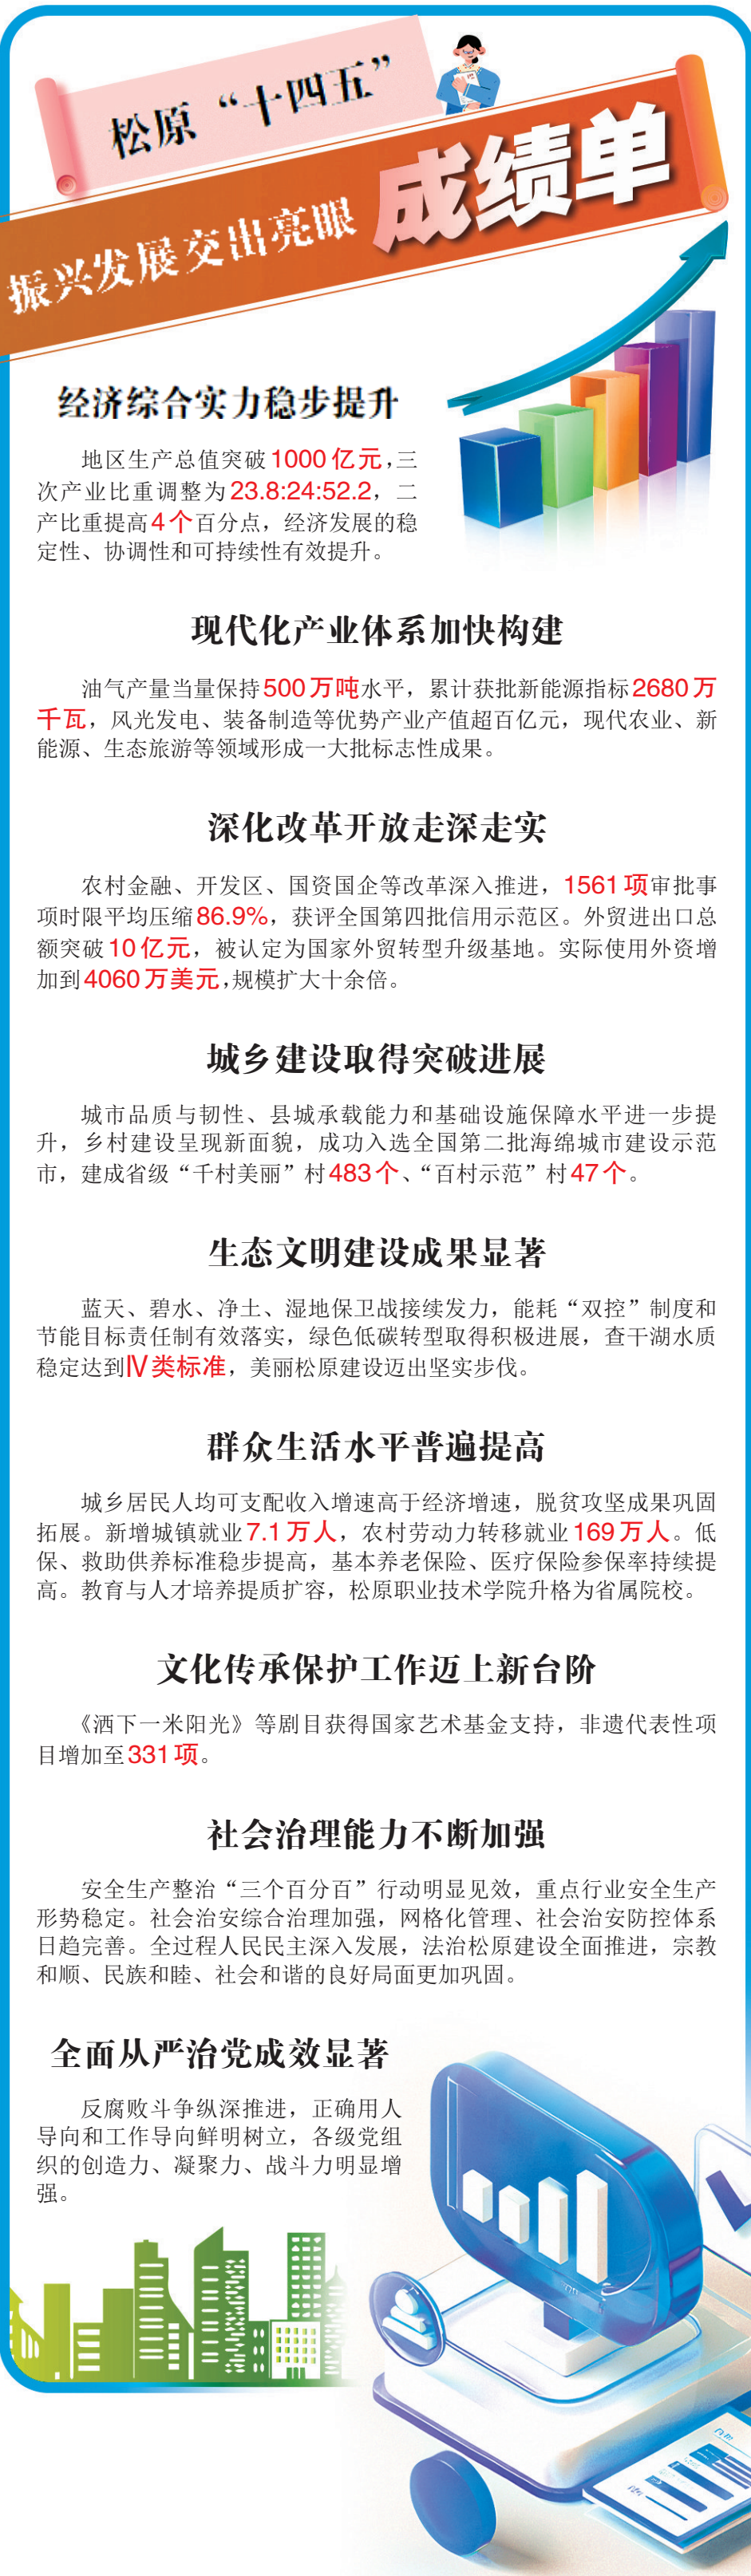 松原“十四五”
振兴发展交出亮眼 成绩单
经济综合实力稳步提升
地区生产总值突破1000亿元，三
次产业比重调整为23.8:24:52.2，二
产比重提高4个百分点，经济发展的稳
定性、协调性和可持续性有效提升。
现代化产业体系加快构建
油气产量当量保持500万吨水平，累计获批新能源指标2680万
千瓦，风光发电、装备制造等优势产业产值超百亿元，现代农业、新
能源、生态旅游等领域形成一大批标志性成果。
深化改革开放走深走实
农村金融、开发区、国资国企等改革深入推进，1561项审批事
项时限平均压缩86.9%，获评全国第四批信用示范区。外贸进出口总
额突破10亿元，被认定为国家外贸转型升级基地。实际使用外资增
加到4060万美元，规模扩大十余倍。
城乡建设取得突破进展
城市品质与韧性、县城承载能力和基础设施保障水平进一步提
升，乡村建设呈现新面貌，成功入选全国第二批海绵城市建设示范
市，建成省级“千村美丽”村483个、“百村示范”村47个。
生态文明建设成果显著
蓝天、碧水、净土、湿地保卫战接续发力，能耗“双控”制度和
节能目标责任制有效落实，绿色低碳转型取得积极进展，查干湖水质
稳定达到Ⅳ类标准，美丽松原建设迈出坚实步伐。
群众生活水平普遍提高
城乡居民人均可支配收入增速高于经济增速，脱贫攻坚成果巩固
拓展。新增城镇就业7.1万人，农村劳动力转移就业169万人。低
保、救助供养标准稳步提高，基本养老保险、医疗保险参保率持续提
高。教育与人才培养提质扩容，松原职业技术学院升格为省属院校。
文化传承保护工作迈上新台阶
《洒下一米阳光》等剧目获得国家艺术基金支持，非遗代表性项
目增加至331项。
社会治理能力不断加强
安全生产整治“三个百分百”行动明显见效，重点行业安全生产
形势稳定。社会治安综合治理加强，网格化管理、社会治安防控体系
日趋完善。全过程人民民主深入发展，法治松原建设全面推进，宗教
和顺、民族和睦、社会和谐的良好局面更加巩固。
全面从严治党成效显著
反腐败斗争纵深推进，正确用人
导向和工作导向鲜明树立，各级党组
织的创造力、凝聚力、战斗力明显增
强。